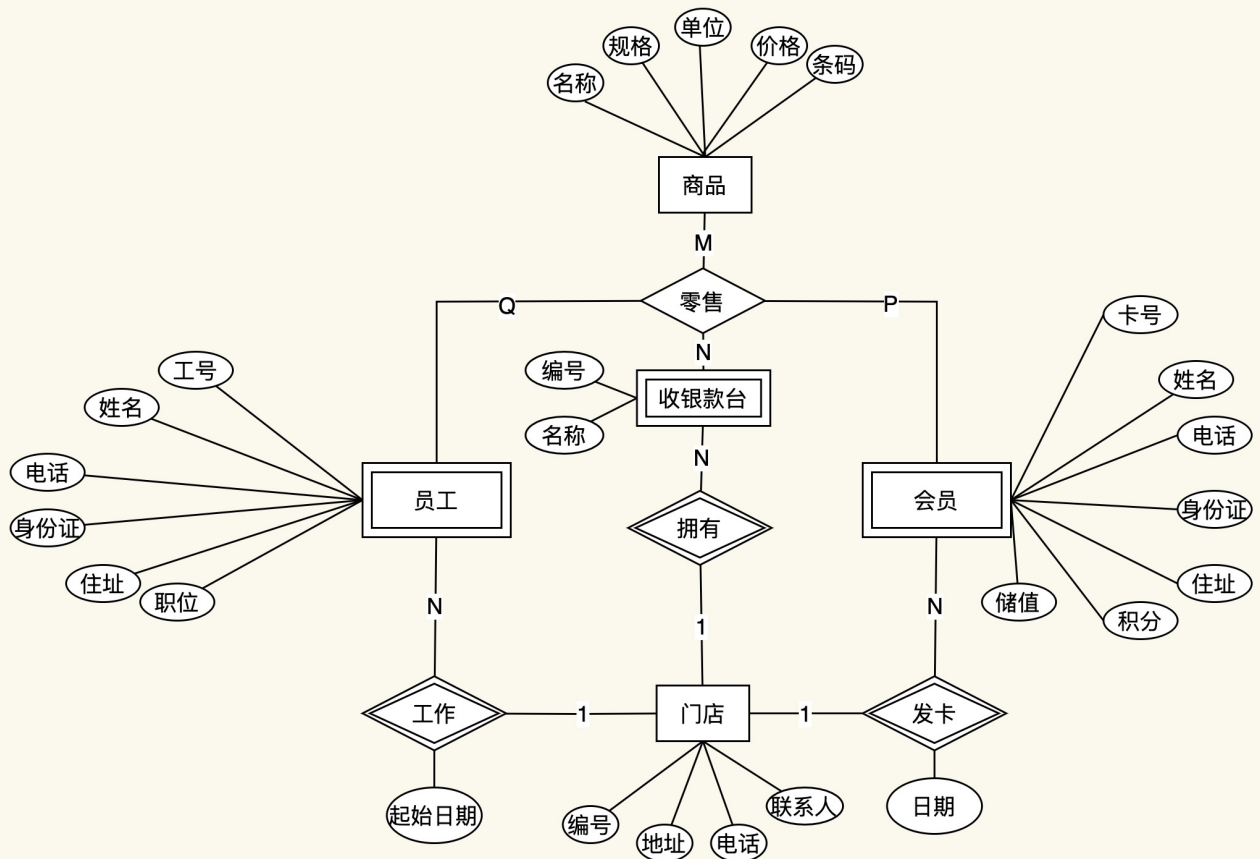 单位
规格
价格
条码
名称
商品
M
Q
零售
P
卡号
N
编号
工号
姓名
收银款台
姓名
名称
电话
N
电话
员工
会员
身份证
身份证
拥有
住址
职位
住址
储值
积分
N
N
1
工作
1
门店
1
发卡
起始日期
编号
地址
电话
联系人
日期